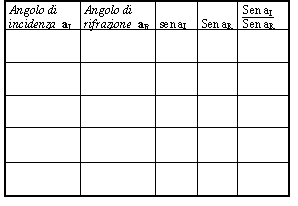 Angolo di incidenza aI
Angolo di rifrazione aR
sen aI
Sen aR
Sen aI
Sen aR